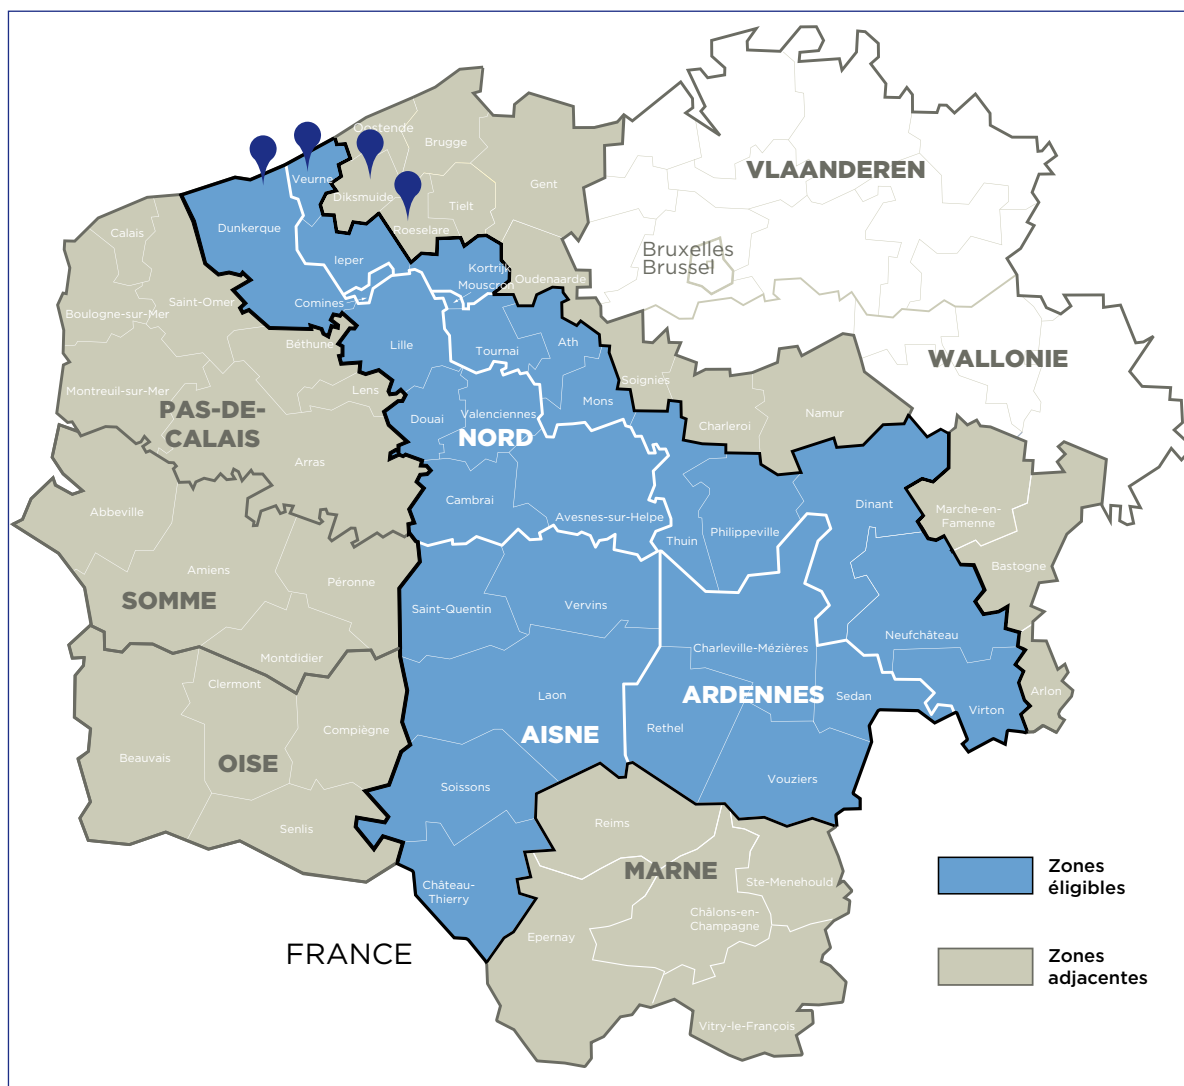 Oostende
Brugge
VLAANDEREN
Veurne
Diksmuide
Gent
Tielt
Calais
Dunkerque
Roeselare
Bruxelles
Brussel
Ieper
Kortrijk
Mouscron
Oudenaarde
Saint-Omer
Comines
Boulogne-sur-Mer
Béthune
Lille
Tournai
Ath
WALLONIE
Montreuil-sur-Mer
Lens
Soignies
PAS-DE-
CALAIS
Douai
Valenciennes
Mons
Namur
Charleroi
NORD
Arras
Cambrai
Dinant
Abbeville
Avesnes-sur-Helpe
Thuin
Philippeville
Marche-en-
Famenne
Amiens
Péronne
Bastogne
SOMME
Saint-Quentin
Vervins
Neufchâteau
Montdidier
Charleville-Mézières
Clermont
Laon
ARDENNES
Sedan
Arlon
Virton
Compiègne
AISNE
Rethel
Beauvais
OISE
Soissons
Vouziers
Senlis
Reims
MARNE
Château-
Thierry
Ste-Menehould
Châlons-en-
Champagne
Epernay
FRANCE
Vitry-le-François
Zones
éligibles
Zones
adjacentes